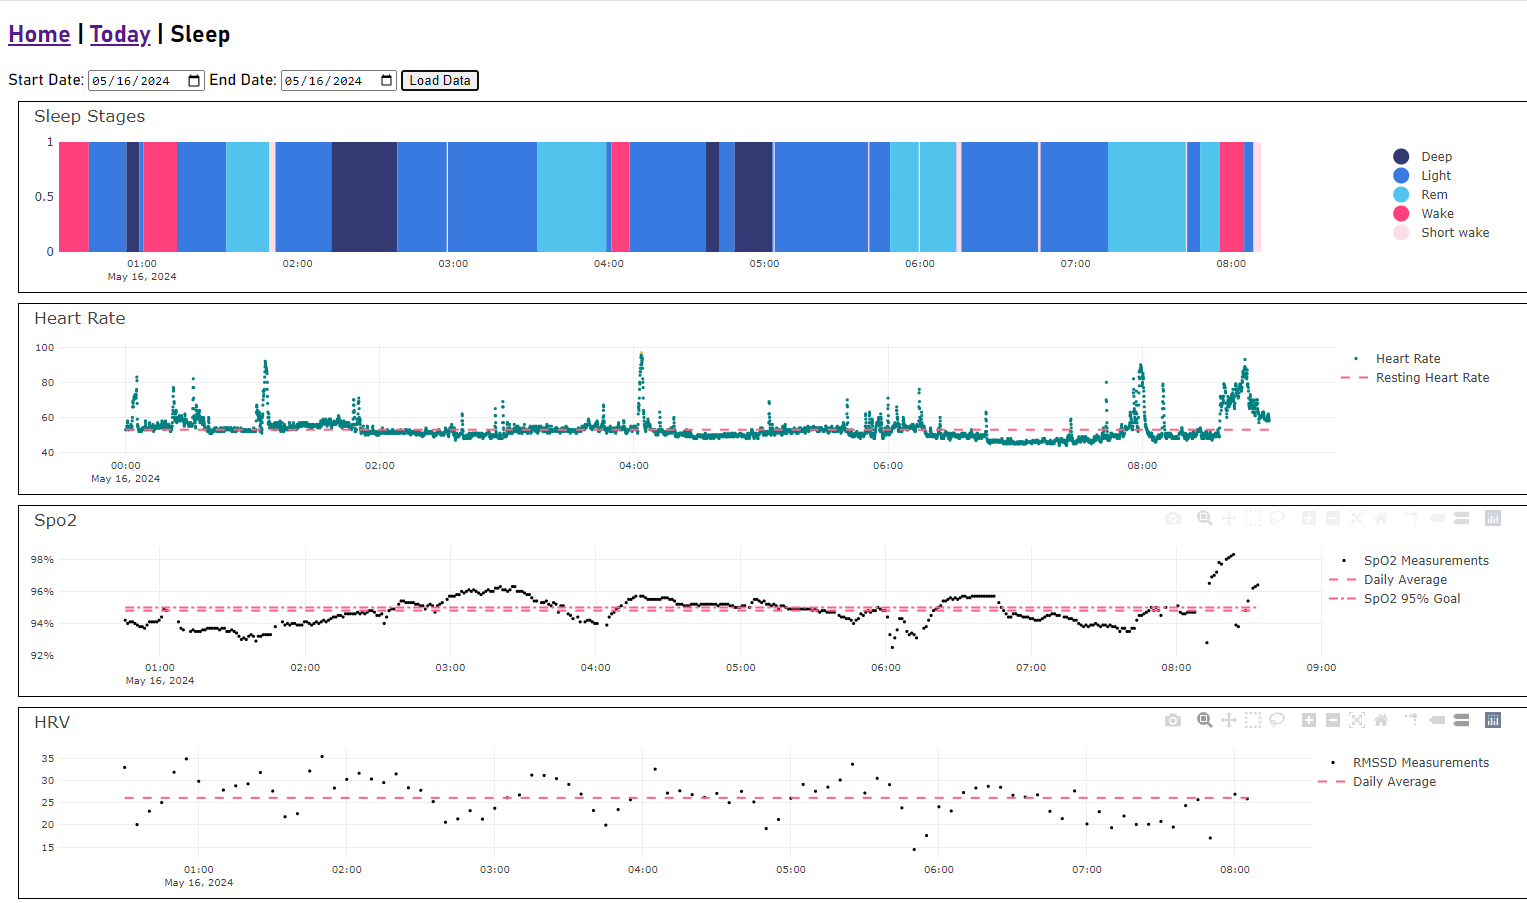 Home | Today | Sleep
Start Date: 05/16/2024 End Date: 05/16/2024 Load Data
Sleep Stages
1
0.5
0
01:00 02:00 03:00 04:00 05:00 06:00 07:00 08:00
May 16, 2024
Deep
Light
Rem
Wake
Short wake
Heart Rate
100
80
60
40
00:00 02:00 04:00 06:00 08:00
May 16, 2024
Heart Rate
Resting Heart Rate
Spo2
98%
96%
94%
92%
01:00 02:00 03:00 04:00 05:00 06:00 07:00 08:00 09:00
May 16, 2024
SpO2 Measurements
Daily Average
SpO2 95% Goal
HRV
35
30
25
20
15
01:00 02:00 03:00 04:00 05:00 06:00 07:00 08:00
May 16, 2024
RMSSD Measurements
Daily Average